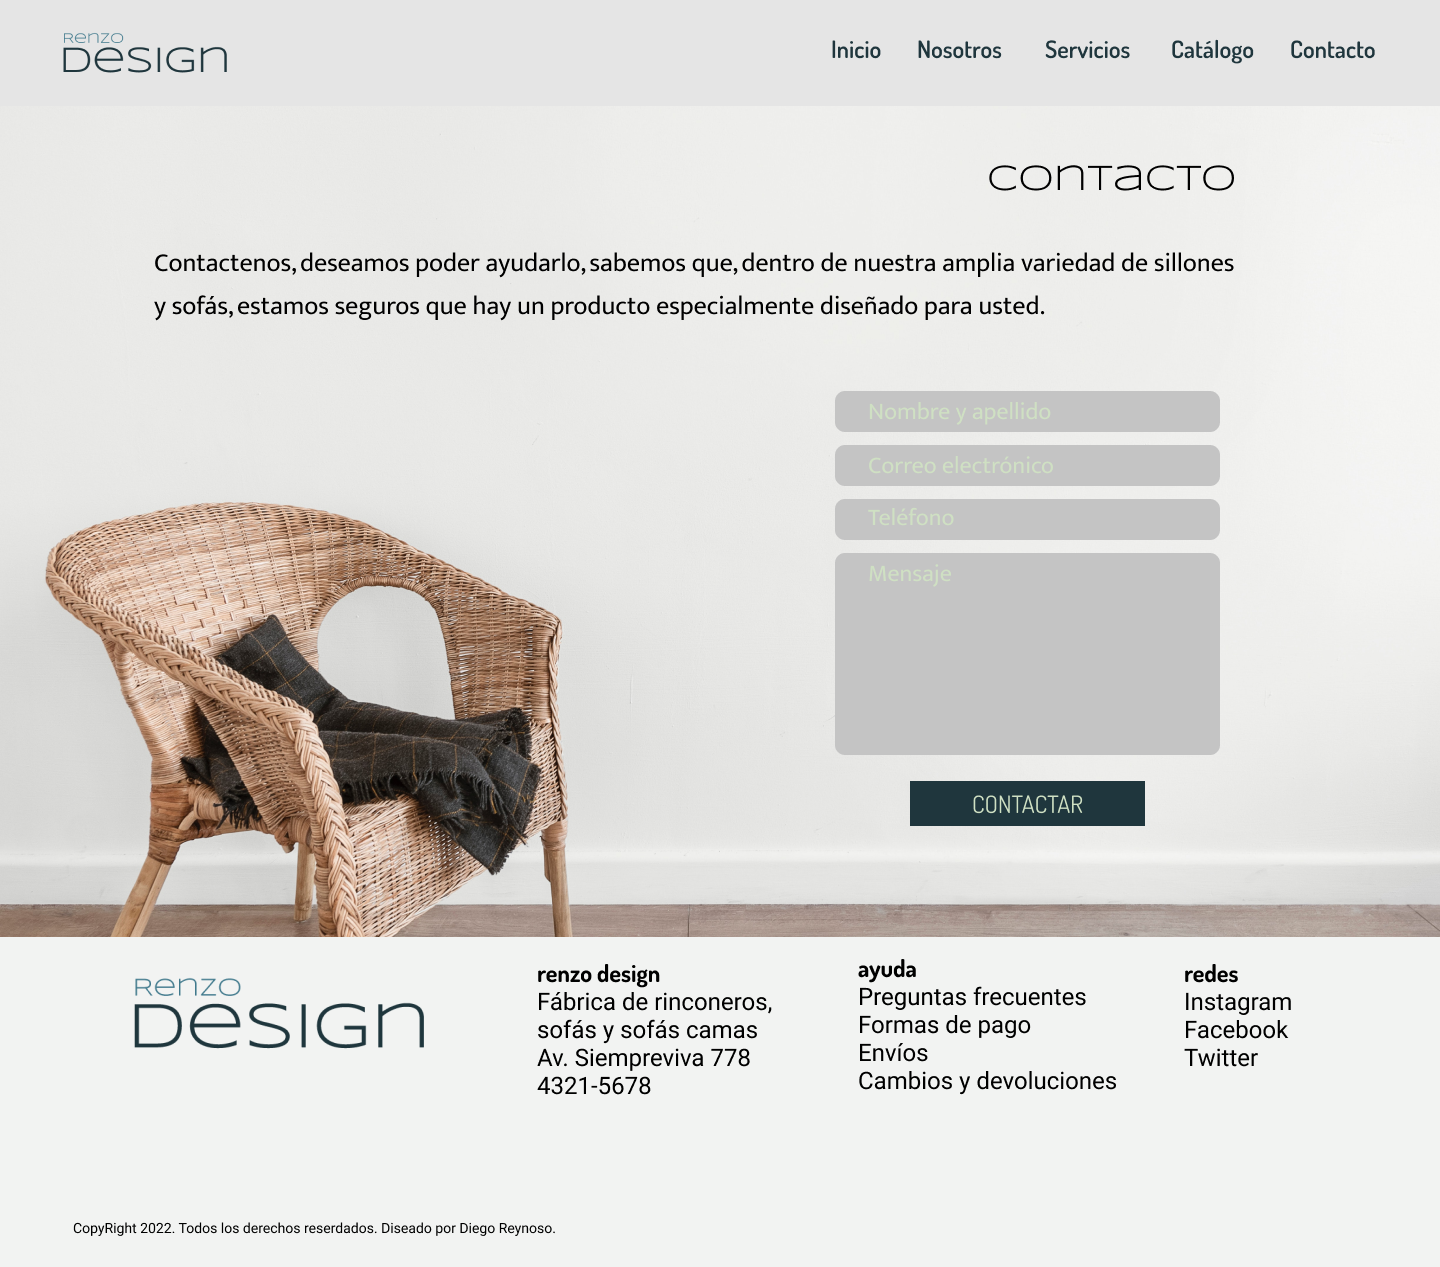 Renzo
Design
Inicio Nosotros Servicios Catálogo Contacto
contacto
Contactenos, deseamos poder ayudarlo, sabemos que, dentro de nuestra amplia variedad de sillones
y sofás, estamos seguros que hay un producto especialmente diseñado para usted.
Nombre y apellido
Correo electrónico
Teléfono
Mensaje
CONTACTAR
Renzo
Design
renzo design
Fábrica de rinconeros,
sofás y sofás camas
Av. Siempreviva 778
4321-5678
ayuda
Preguntas frecuentes
Formas de pago
Envíos
Cambios y devoluciones
redes
Instagram
Facebook
Twitter
CopyRight 2022. Todos los derechos reserdados. Diseado por Diego Reynoso.